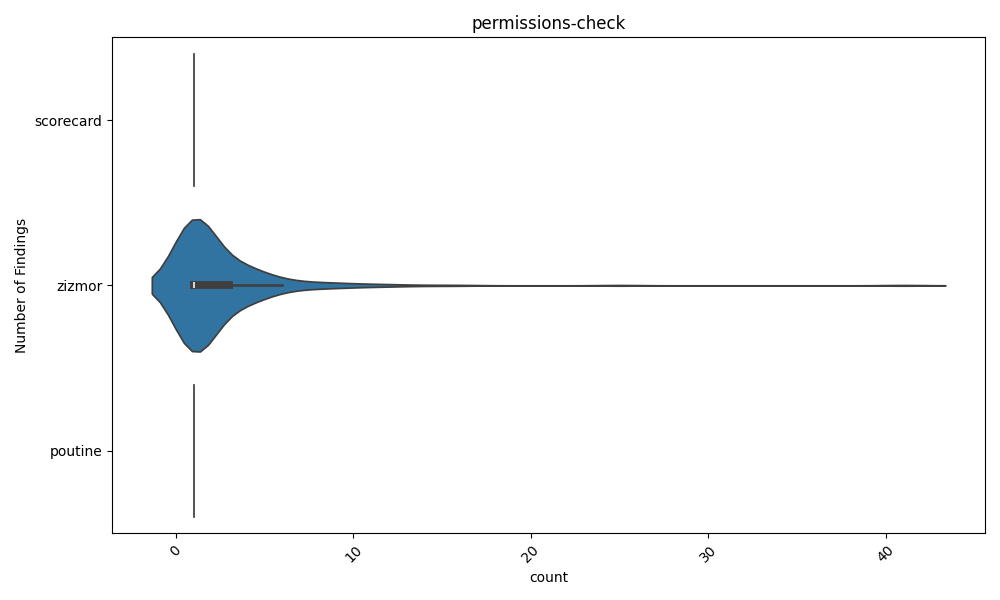 permissions-check
scorecard
zizmor
poutine
Number of Findings
0
10
20
30
40
count